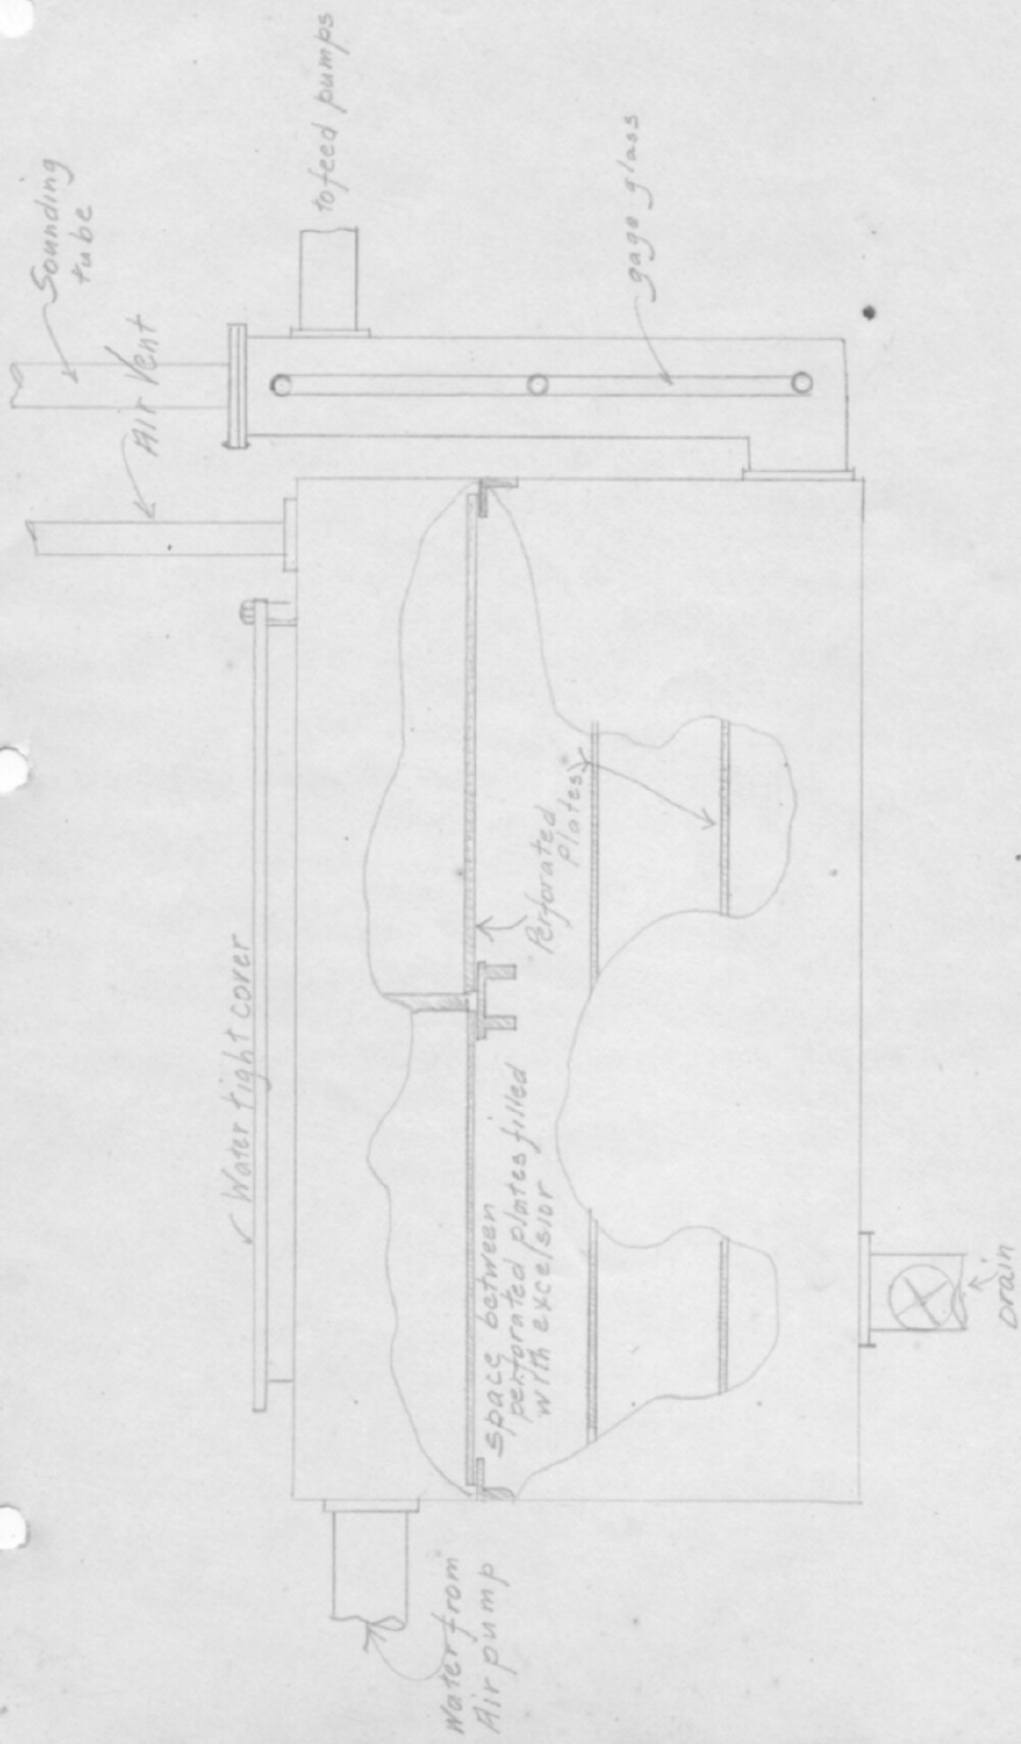 Sounding
tube
Air Vent
to feed pumps
Water tight cover
gage glass
Perforated
plates
space between
perforated plates filled
with excelsior
Water from
Air pump
Drain